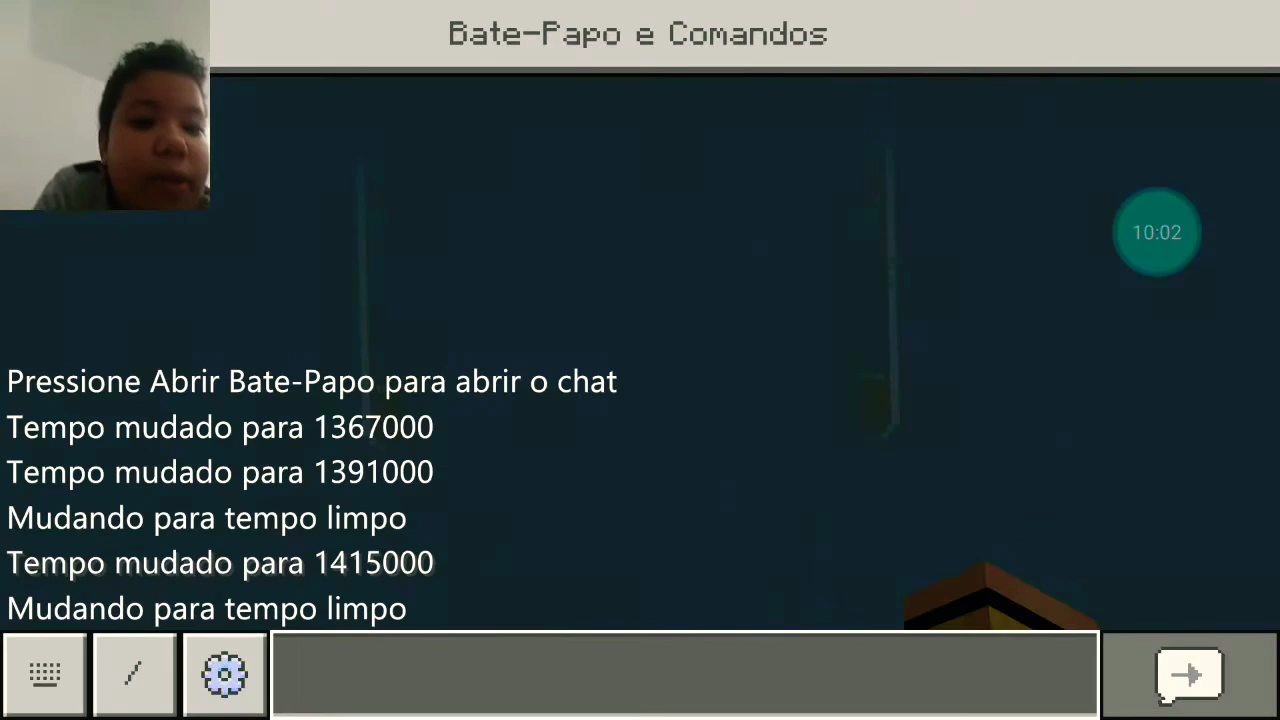 Bate-Papo e Comandos
10:02
Pressione Abrir Bate-Papo para abrir o chat
Tempo mudado para 1367000
Tempo mudado para 1391000
Mudando para tempo limpo
Tempo mudado para 1415000
Mudando para tempo limpo
/